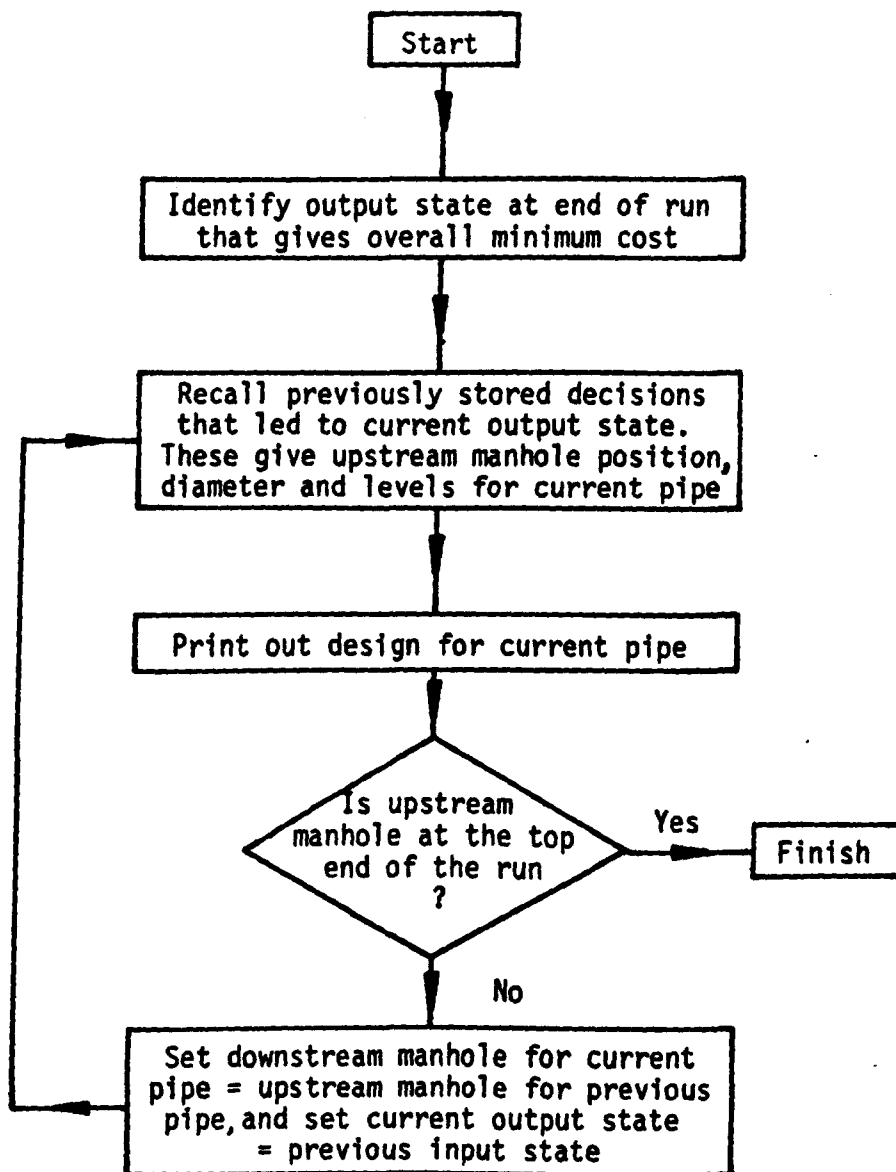 Start
Identify output state at end of run
that gives overall minimum cost
Recall previously stored decisions
that led to current output state.
These give upstream manhole position,
diameter and levels for current pipe
Print out design for current pipe
Is upstream
manhole at the top
end of the run
?
Yes
Finish
No
Set downstream manhole for current
pipe = upstream manhole for previous
pipe, and set current output state
= previous input state